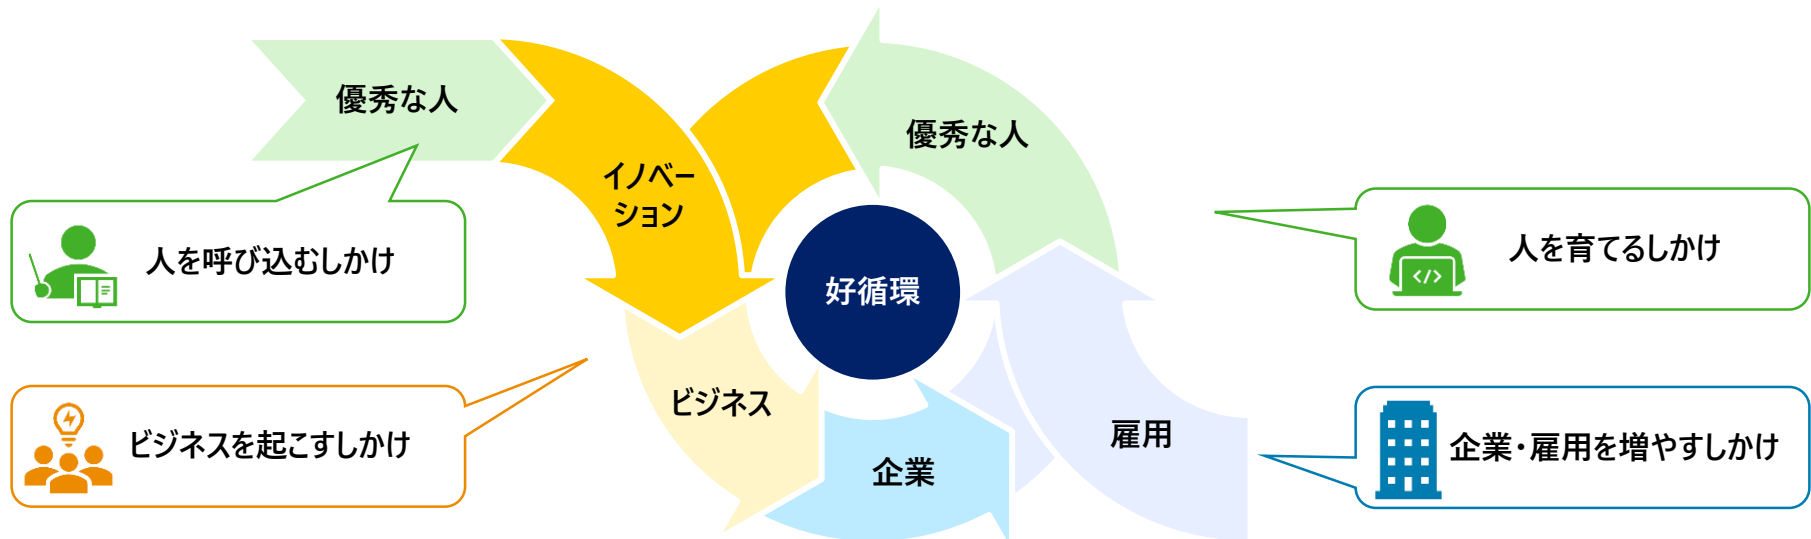 優秀な人
優秀な人
イノベー
ション
人を呼び込むしかけ
人を育てるしかけ
好循環
ビジネス
ビジネスを起こすしかけ
雇用
企業・雇用を増やすしかけ
企業